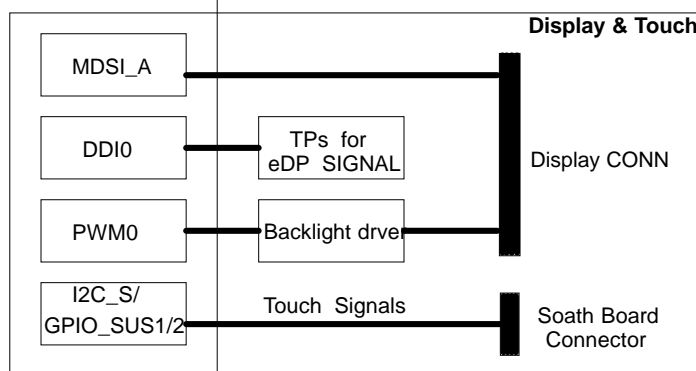 Display & Touch
MDSI_A
DDI0
TPs for
eDP SIGNAL
Display CONN
PWM0
Backlight drver
I2C_S/
GPIO_SUS1/2
Touch Signals
Soath Board
Connector